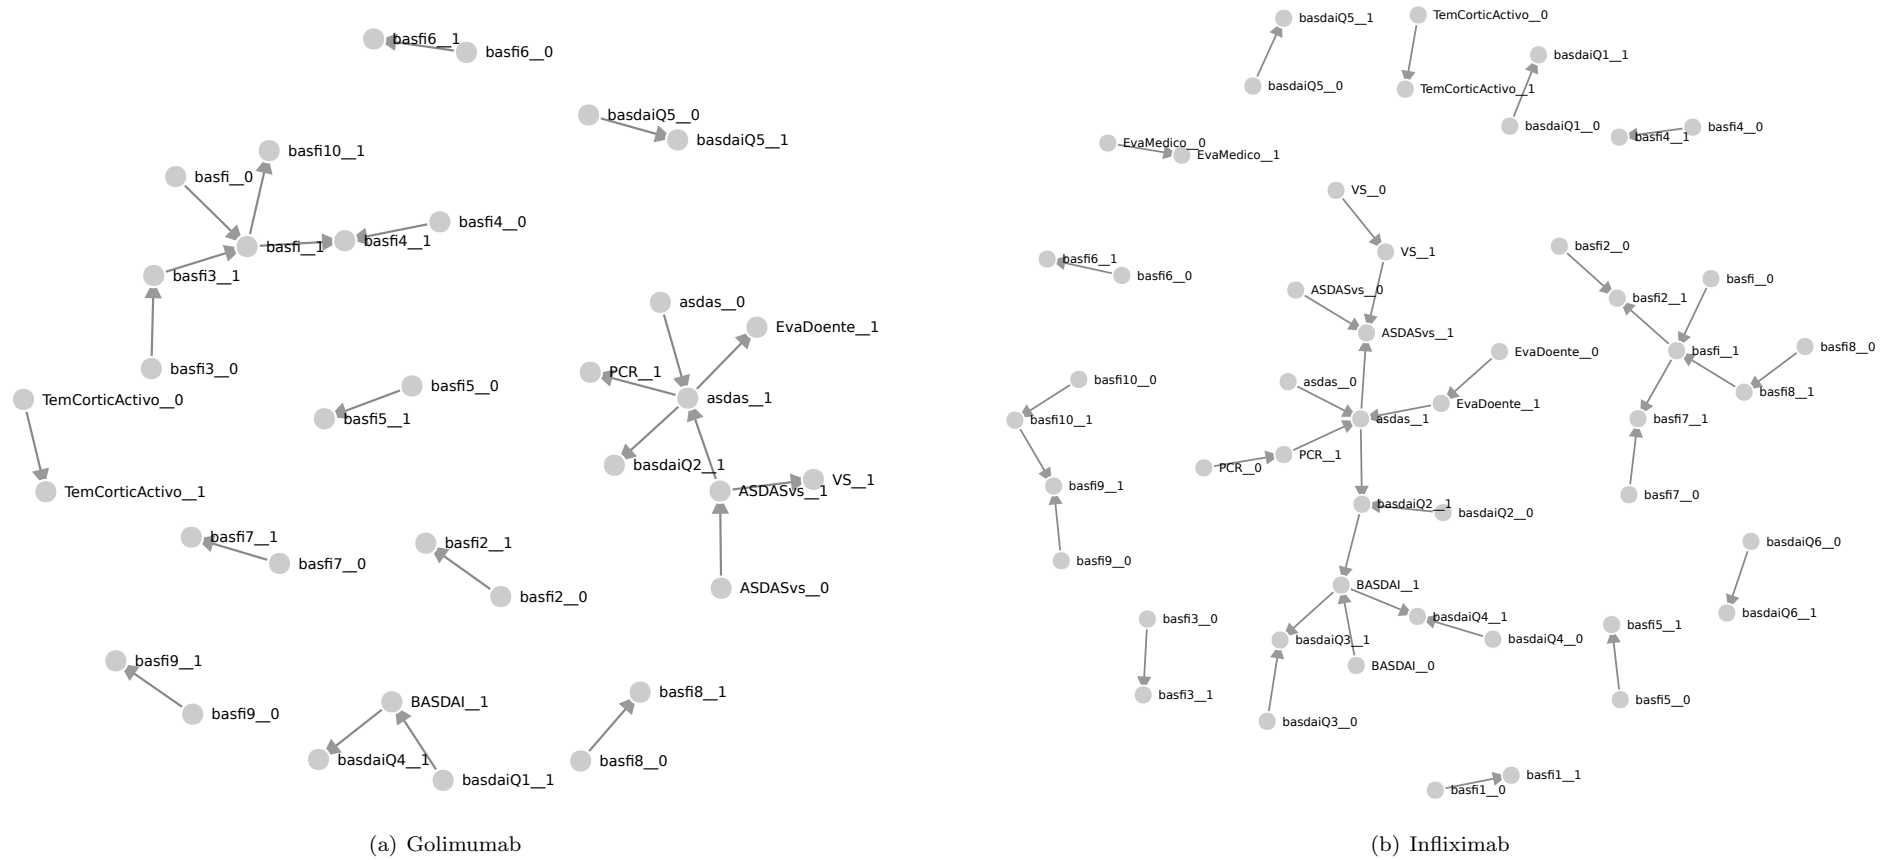 basfi6__1
basfi6__0
basdaiQ5__0
basdaiQ5__1
basfi10__1
basfi__0
basfi4__0
basfi__1
basfi4__1
basfi3__1
asdas__0
EvaDoente__1
basfi3__0
PCR__1
basfi5__0
TemCorticActivo__0
asdas__1
basfi5__1
basdaiQ2__1
VS__1
TemCorticActivo__1
ASDASvs__1
basfi7__1
basfi2__1
basfi7__0
ASDASvs__0
basfi2__0
basfi9__1
basfi8__1
BASDAI__1
basfi9__0
basdaiQ4__1
basfi8__0
basdaiQ1__1
(a) Golimumab
basdaiQ5__1
TemCorticActivo__0
basdaiQ1__1
basdaiQ5__0
TemCorticActivo__1
basdaiQ1__0
basfi4__0
basfi4__1
EvaMedico__0
EvaMedico__1
VS__0
VS__1
basfi2__0
basfi6__1
basfi6__0
basfi__0
ASDASvs__0
basfi2__1
ASDASvs__1
EvaDoente__0
basfi__1
basfi8__0
basfi10__0
asdas__0
basfi8__1
EvaDoente__1
basfi10__1
asdas__1
basfi7__1
PCR__1
PCR__0
basfi9__1
basfi7__0
basdaiQ2__1
basdaiQ2__0
basdaiQ6__0
basfi9__0
BASDAI__1
basdaiQ6__1
basfi3__0
basdaiQ4__1
basfi5__1
basdaiQ3__1
basdaiQ4__0
BASDAI__0
basfi3__1
basfi5__0
basdaiQ3__0
basfi1__1
basfi1__0
(b) Infliximab